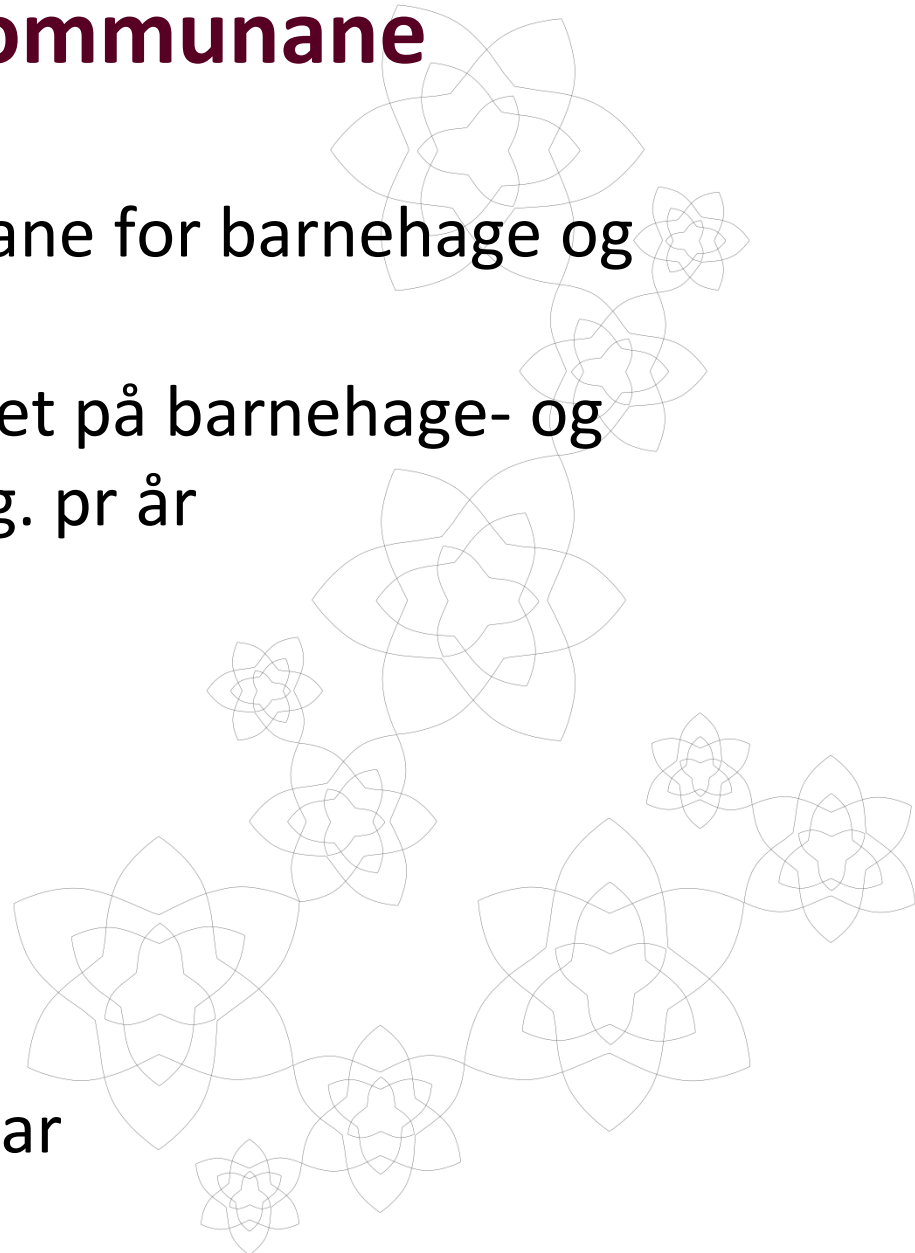 ommunane
ane for barnehage og
et på barnehage- og
g. pr år
ar